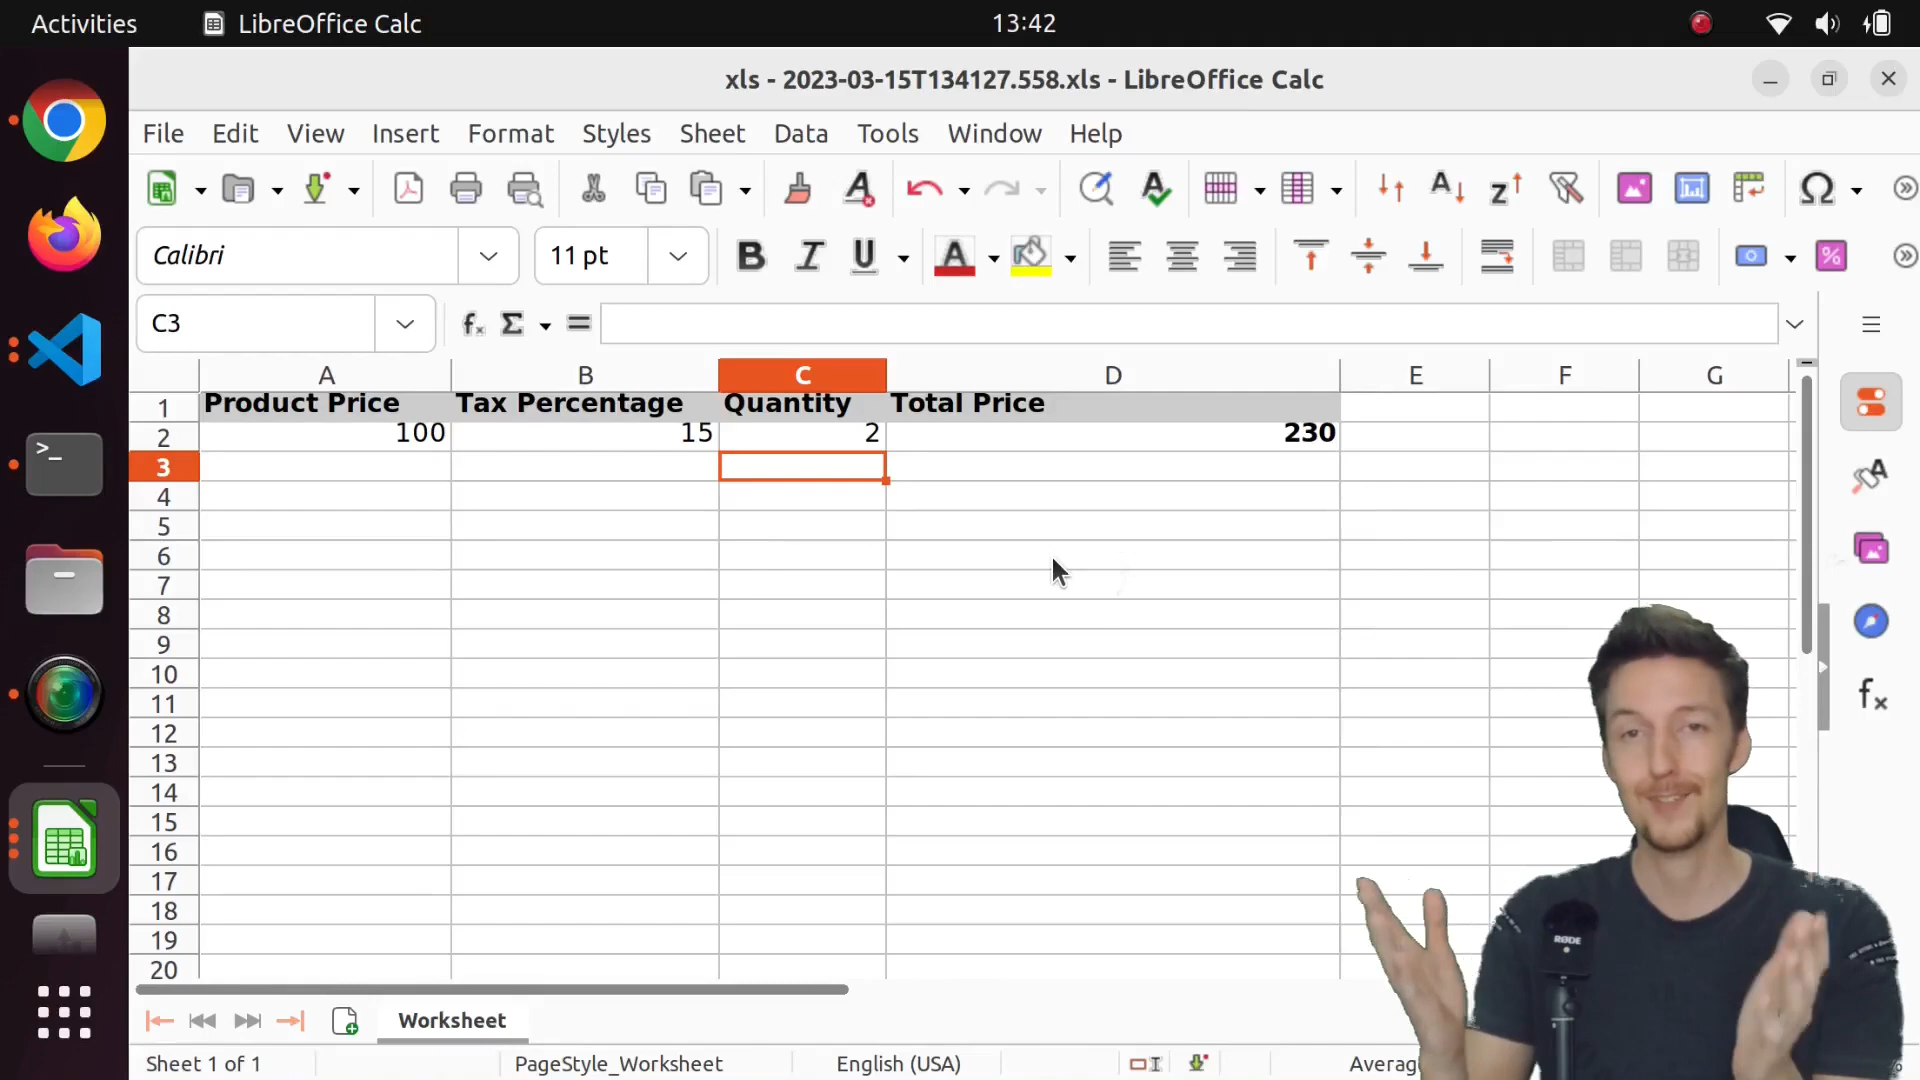 Activities LibreOffice Calc 13:42
xls - 2023-03-15T134127.558.xls - LibreOffice Calc
File Edit View Insert Format Styles Sheet Data Tools Window Help
Calibri 11 pt
C3
A B C D E F G
1 Product Price Tax Percentage Quantity Total Price
2 100 15 2 230
3
4
5
6
7
8
9
10
11
12
13
14
15
16
17
18
19
20
RØDE
Worksheet
Sheet 1 of 1 PageStyle_Worksheet English (USA)